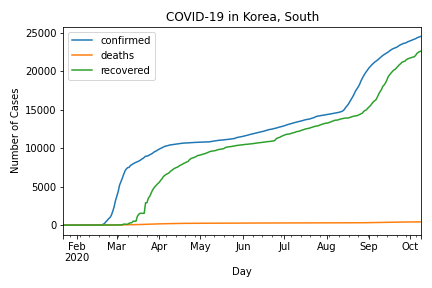 COVID-19 in Korea, South
confirmed
deaths
recovered
25000
20000
15000
10000
5000
0
Number of Cases
Feb Mar Apr May Jun Jul Aug Sep Oct
2020
Day